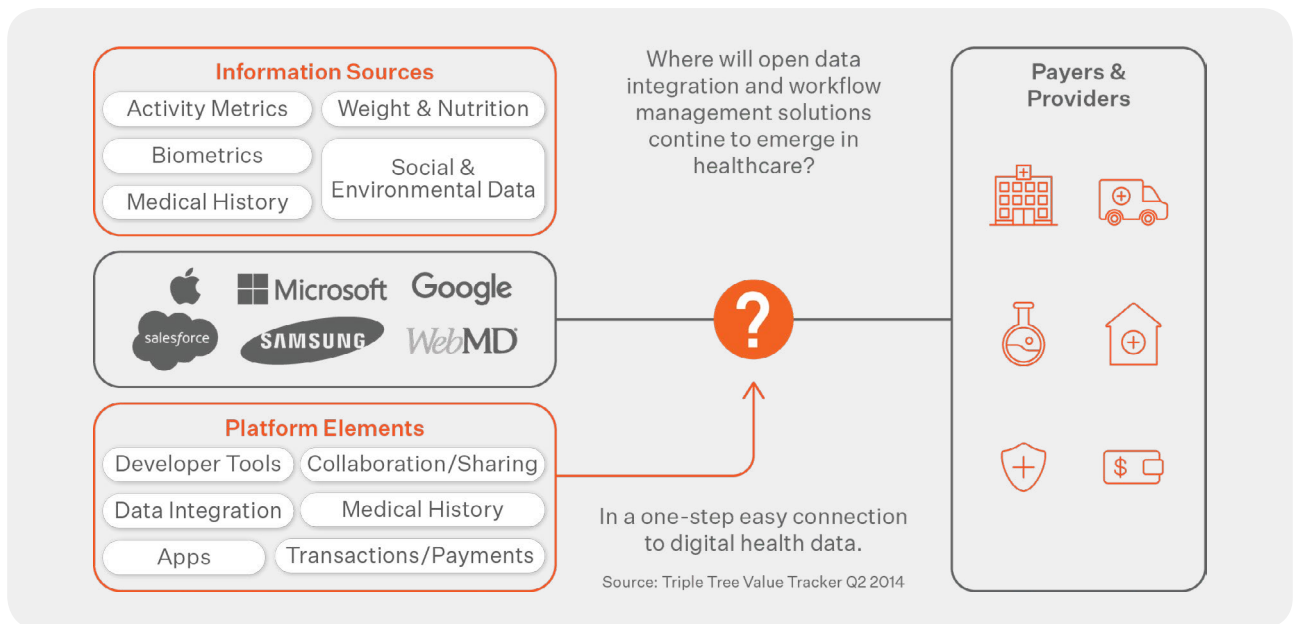 Information Sources
Activity Metrics
Weight & Nutrition
Biometrics
Social &
Environmental Data
Medical History
Microsoft
Google
salesforce
SAMSUNG
WebMD
Platform Elements
Developer Tools
Collaboration/Sharing
Data Integration
Medical History
Apps
Transactions/Payments
Where will open data
integration and workflow
management solutions
contine to emerge in
healthcare?
?
In a one-step easy connection
to digital health data.
Source: Triple Tree Value Tracker Q2 2014
Payers &
Providers
$